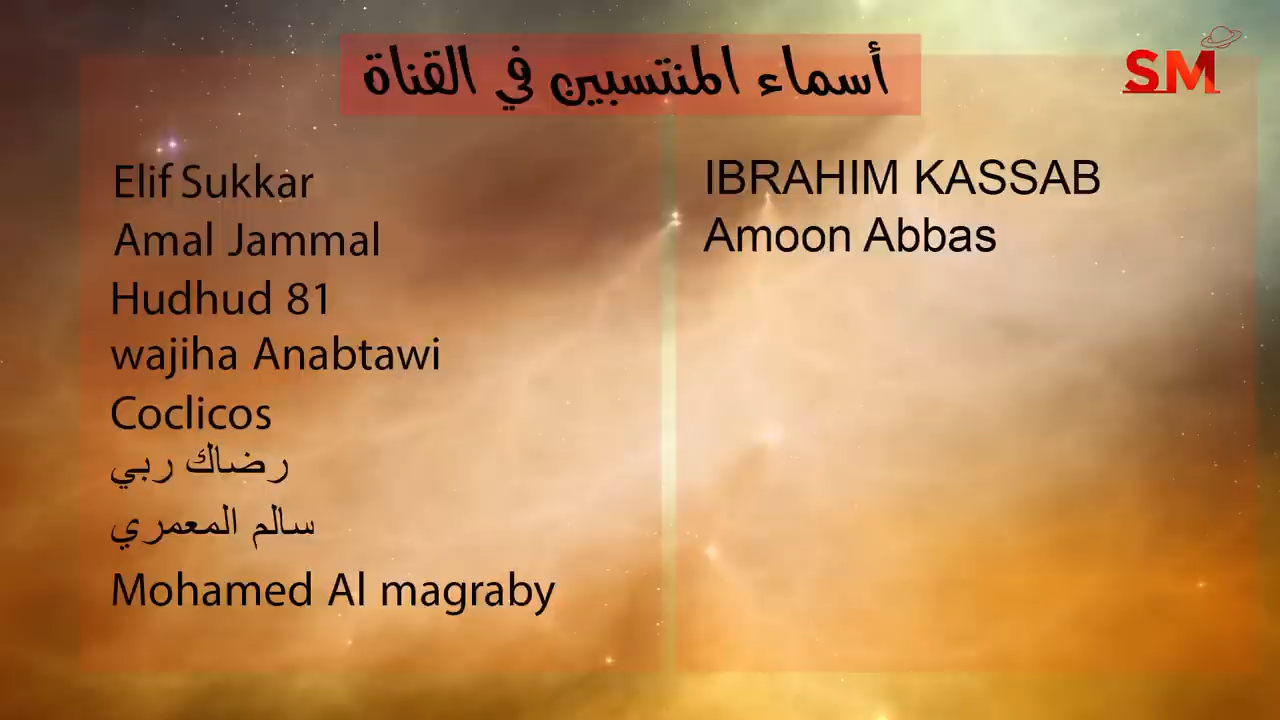 أسماء المنتسبين في القناة
SM
Elif Sukkar
Amal Jammal
Hudhud 81
wajiha Anabtawi
Coclicos
رضاك ربي
سالم المعمري
Mohamed Al magraby
IBRAHIM KASSAB
Amoon Abbas